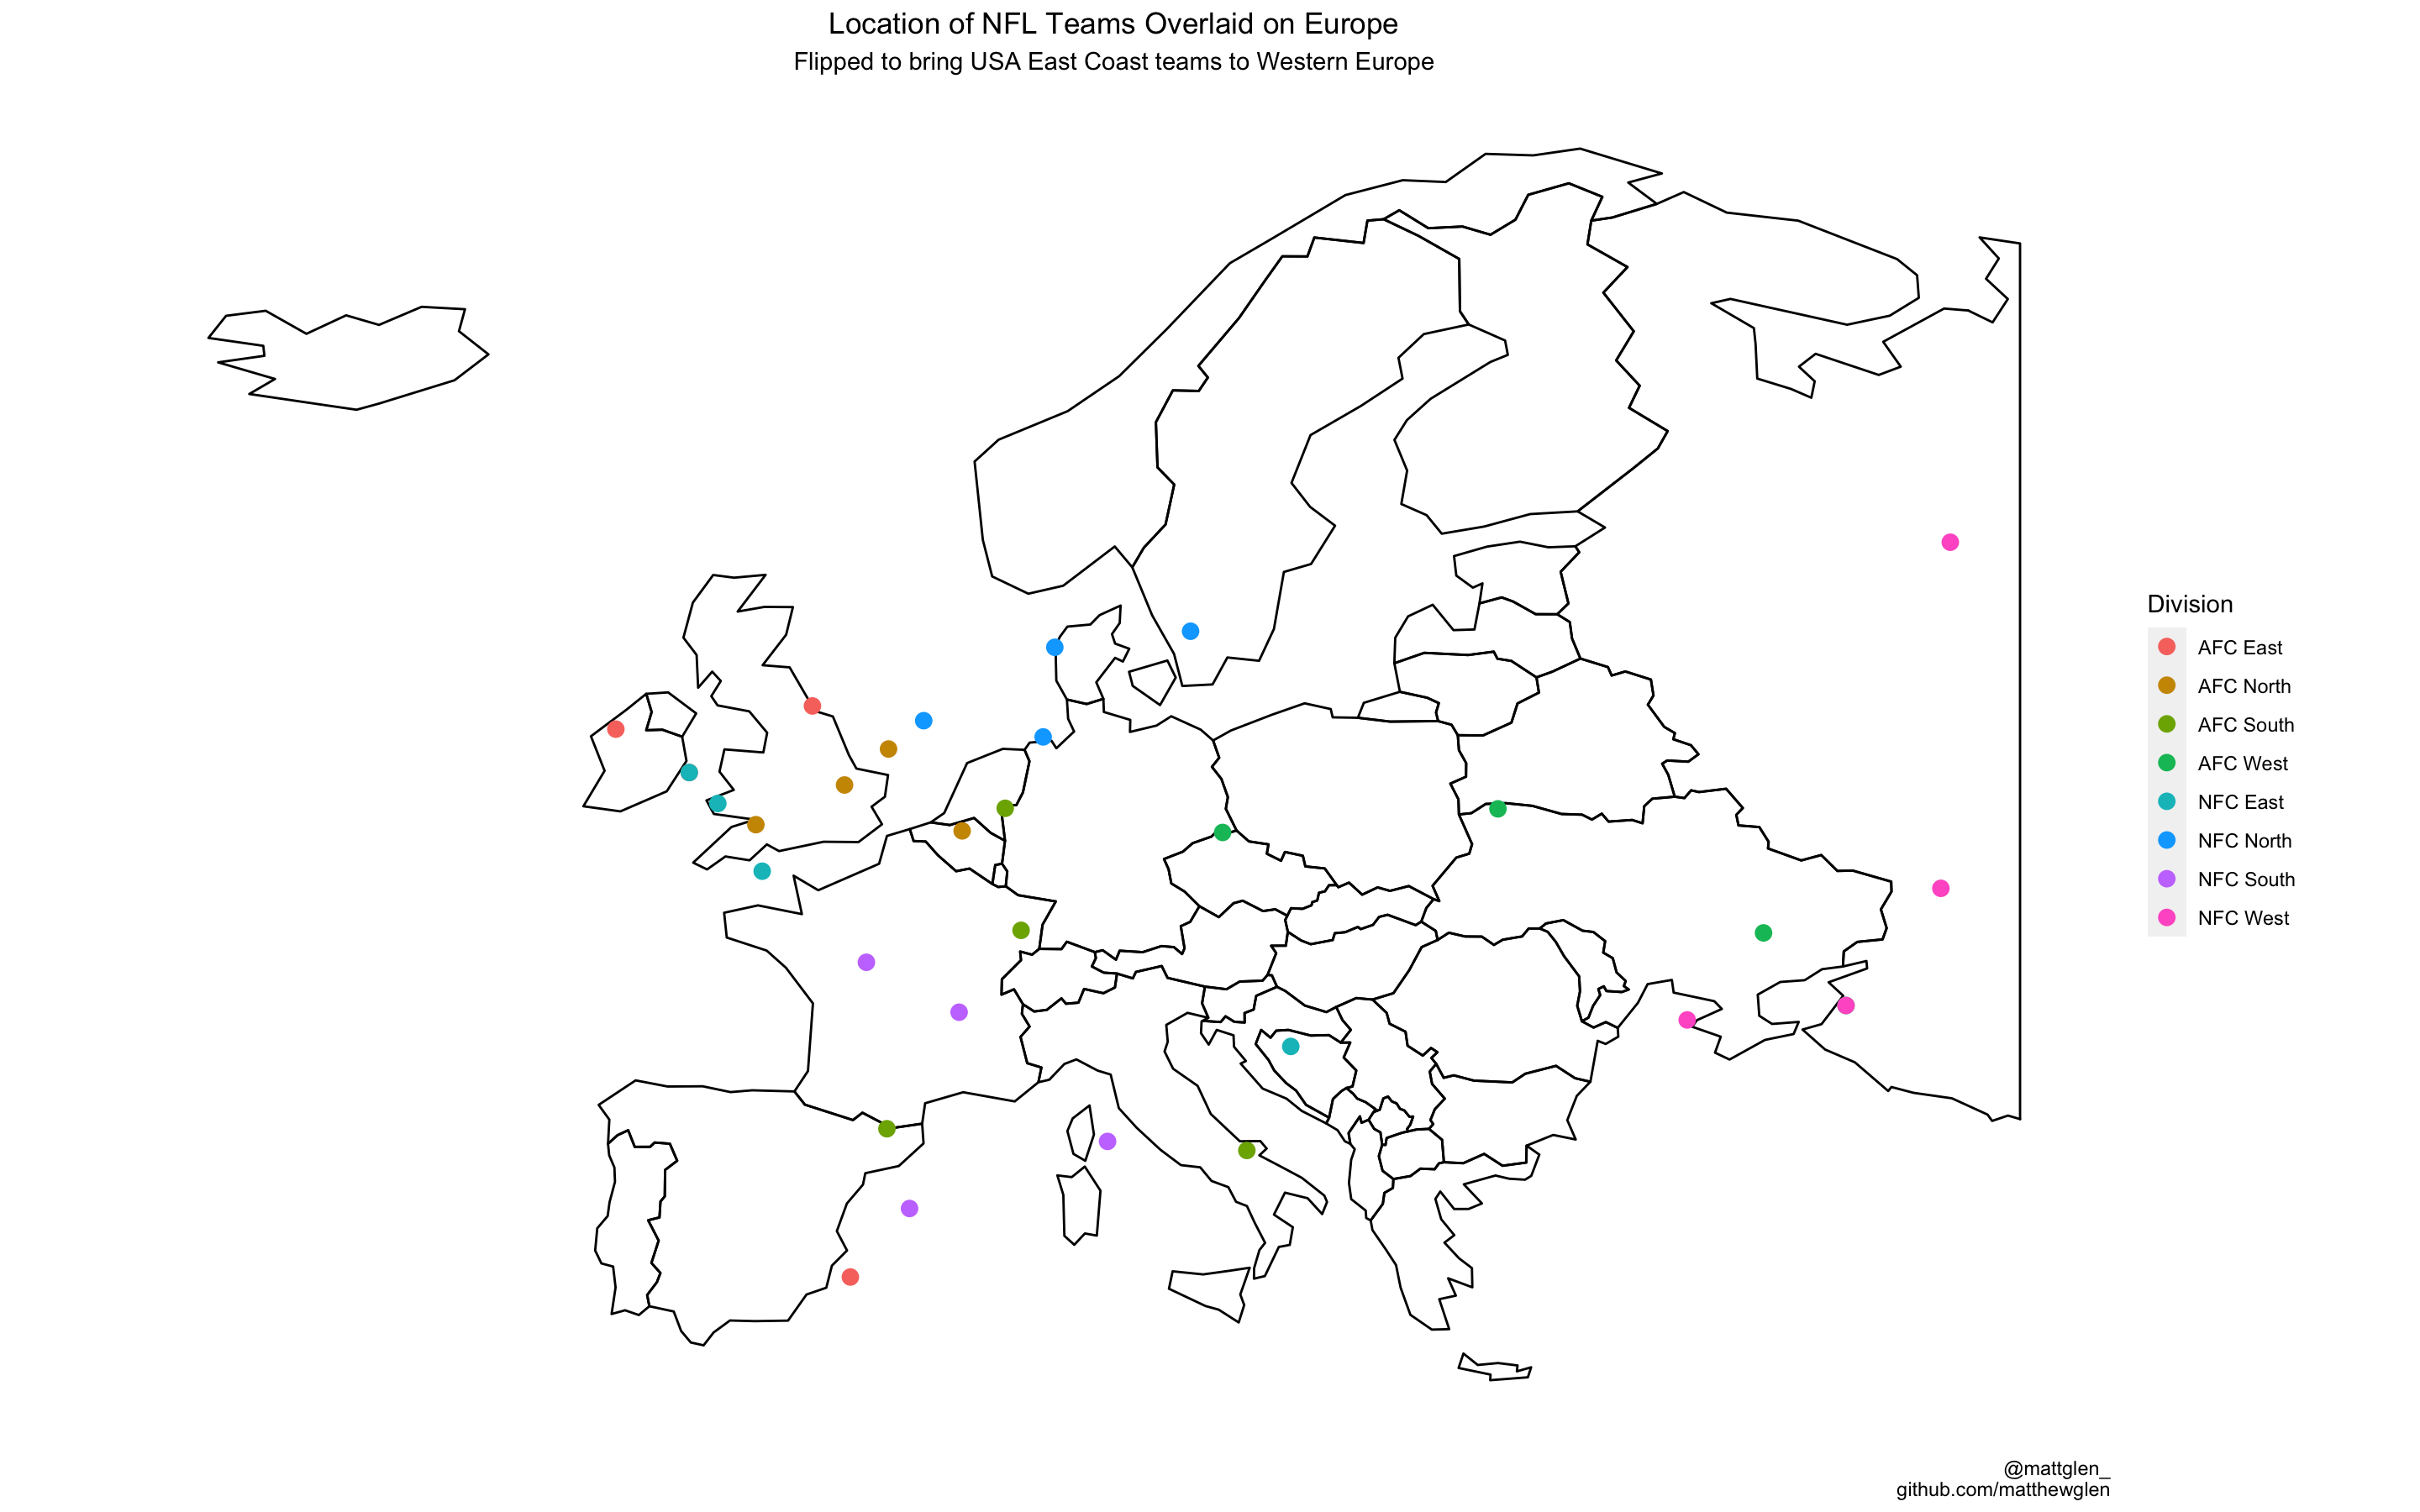 Location of NFL Teams Overlaid on Europe
Flipped to bring USA East Coast teams to Western Europe
Division
AFC East
AFC North
AFC South
AFC West
NFC East
NFC North
NFC South
NFC West
@mattglen_
github.com/matthewglen